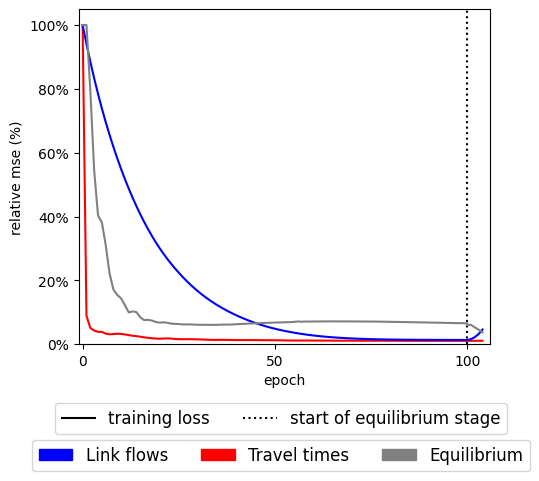 100%
80%
60%
40%
20%
0%
relative mse (%)
0 50 100
epoch
training loss start of equilibrium stage
Link flows Travel times Equilibrium